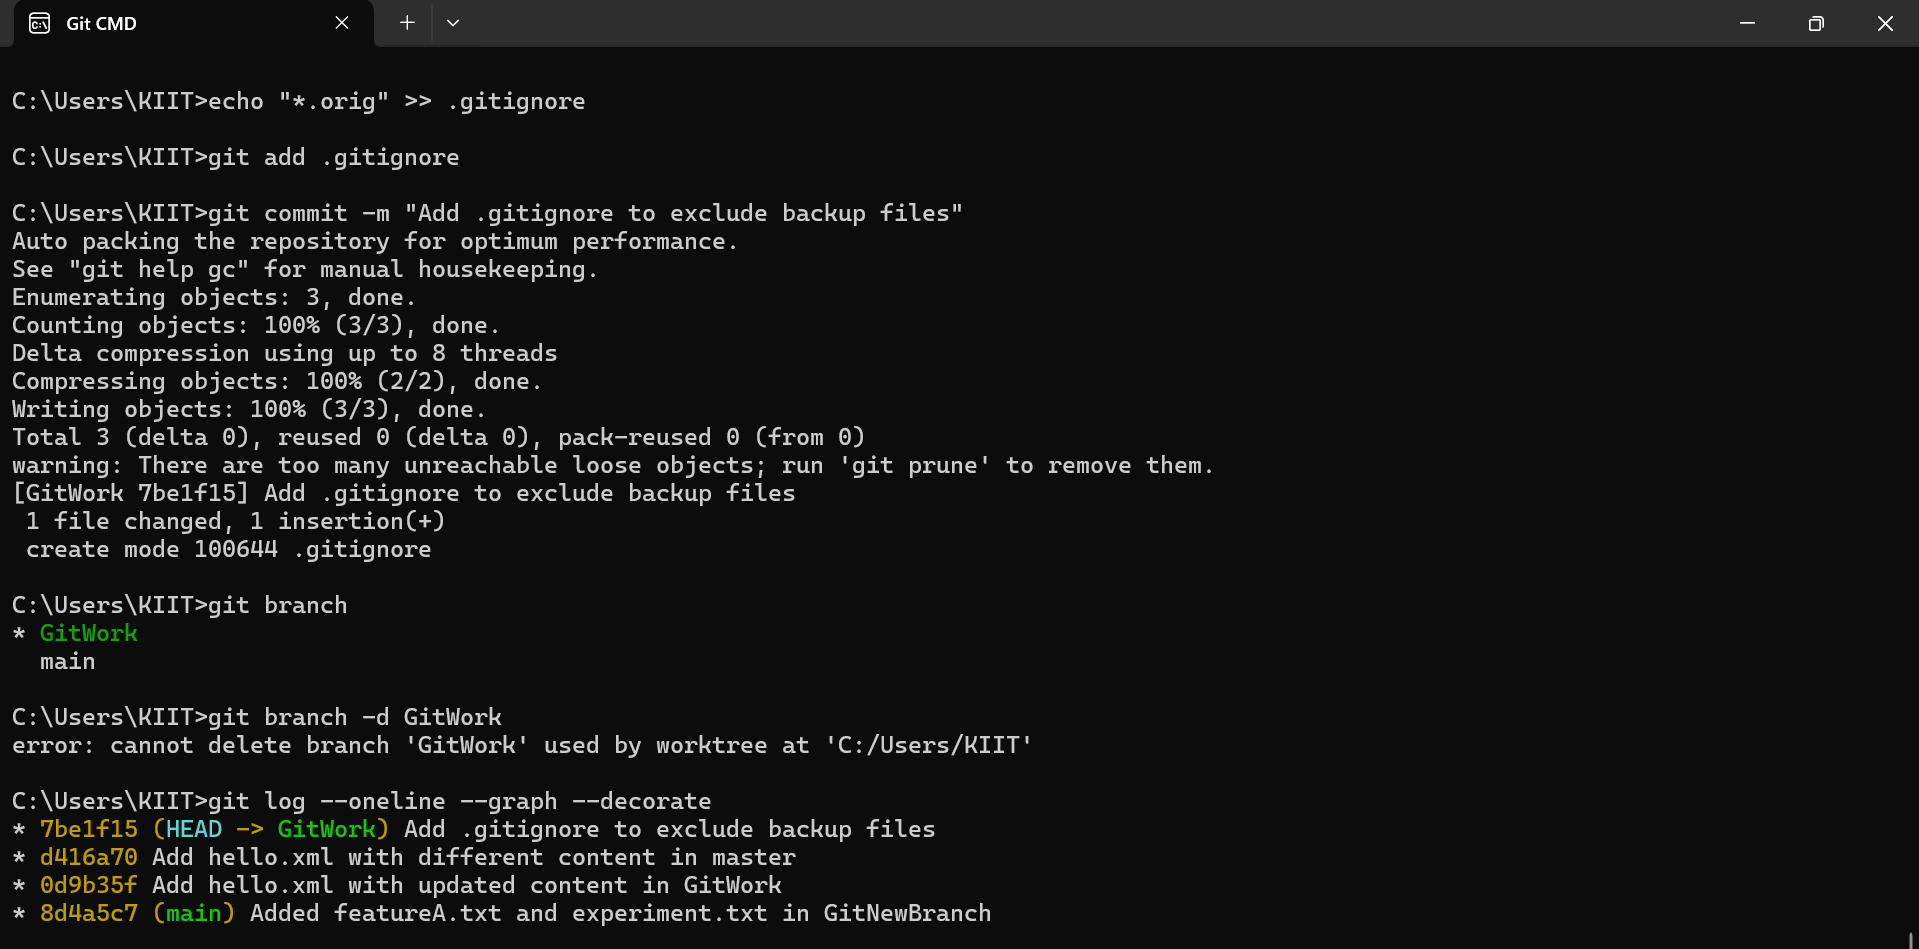 Git CMD
C:\Users\KIIT>echo "*.orig" >> .gitignore
C:\Users\KIIT>git add .gitignore
C:\Users\KIIT>git commit -m "Add .gitignore to exclude backup files"
Auto packing the repository for optimum performance.
See "git help gc" for manual housekeeping.
Enumerating objects: 3, done.
Counting objects: 100% (3/3), done.
Delta compression using up to 8 threads
Compressing objects: 100% (2/2), done.
Writing objects: 100% (3/3), done.
Total 3 (delta 0), reused 0 (delta 0), pack-reused 0 (from 0)
warning: There are too many unreachable loose objects; run 'git prune' to remove them.
[GitWork 7be1f15] Add .gitignore to exclude backup files
 1 file changed, 1 insertion(+)
 create mode 100644 .gitignore
C:\Users\KIIT>git branch
* GitWork
  main
C:\Users\KIIT>git branch -d GitWork
error: cannot delete branch 'GitWork' used by worktree at 'C:/Users/KIIT'
C:\Users\KIIT>git log --oneline --graph --decorate
* 7be1f15 (HEAD -> GitWork) Add .gitignore to exclude backup files
* d416a70 Add hello.xml with different content in master
* 0d9b35f Add hello.xml with updated content in GitWork
* 8d4a5c7 (main) Added featureA.txt and experiment.txt in GitNewBranch